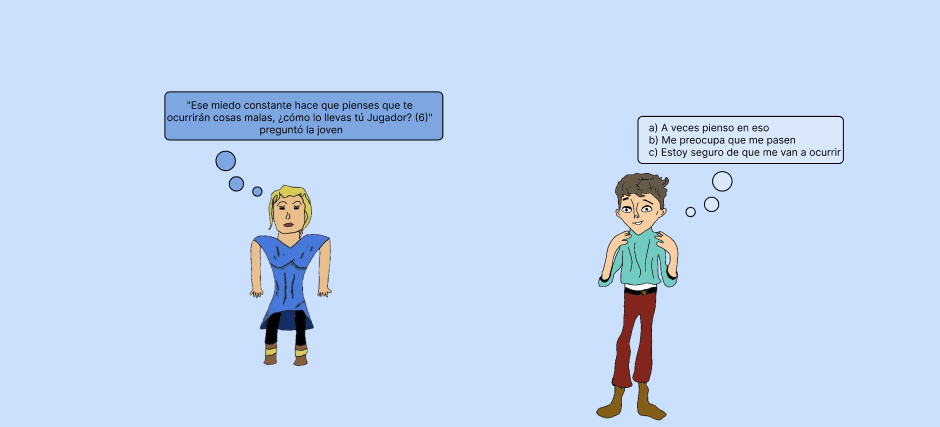 "Ese miedo constante hace que pienses que te
ocurrirán cosas malas, ¿cómo lo llevas tú Jugador? (6)"
preguntó la joven
a) A veces pienso en eso
b) Me preocupa que me pasen
c) Estoy seguro de que me van a ocurrir